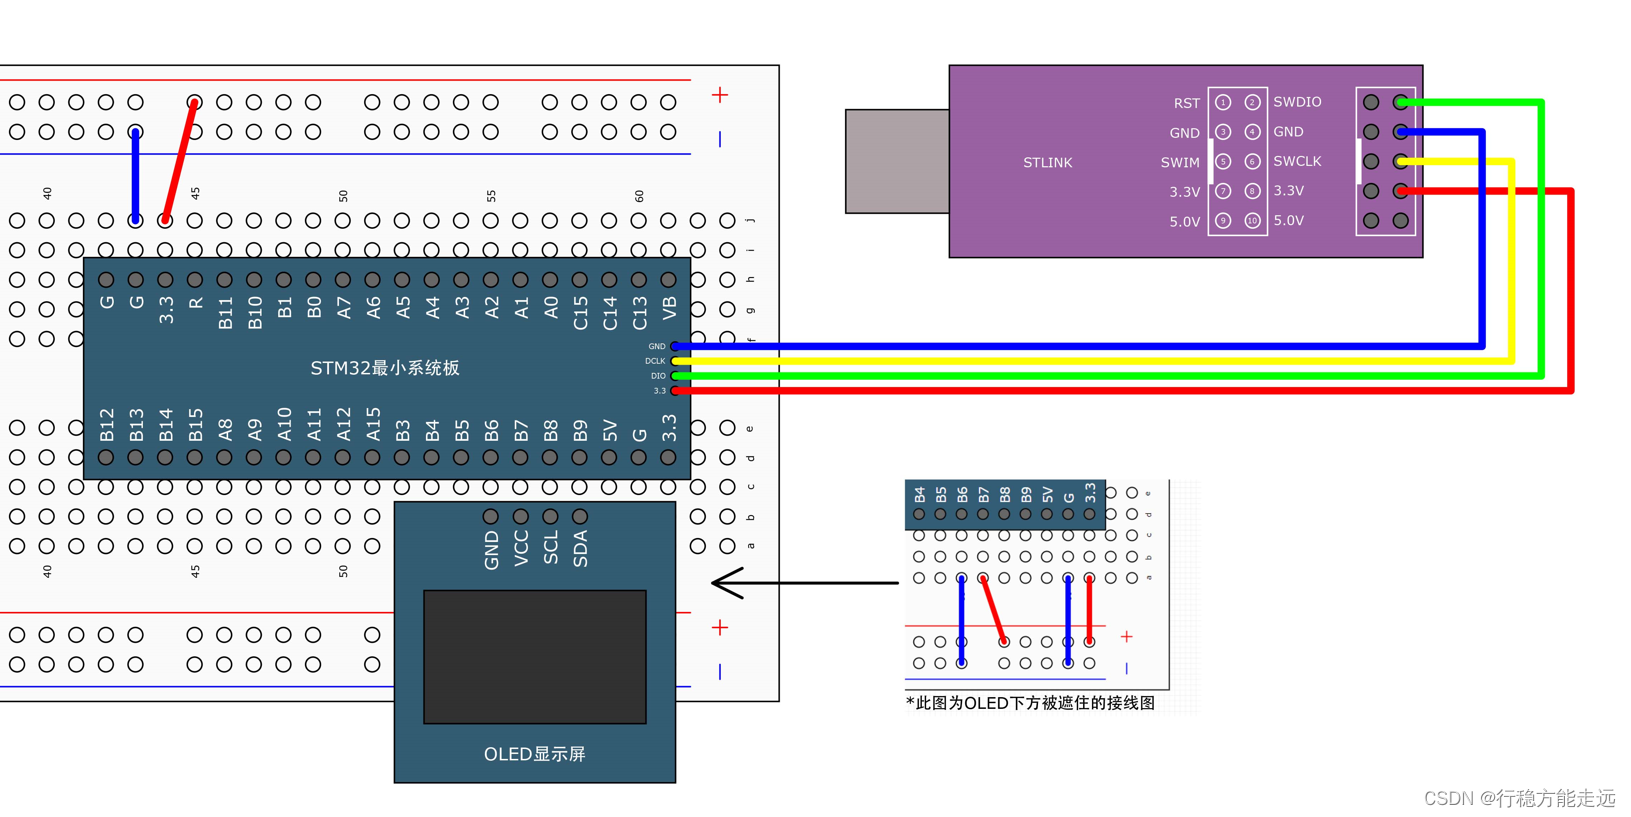 +
—
40 45 50 55 60
j
i
h
g
f
G G 3.3 R B11 B10 B1 B0 A7 A6 A5 A4 A3 A2 A1 A0 C15 C14 C13 VB
STM32最小系统板
GND
DCLK
DIO
3.3
B12 B13 B14 B15 A8 A9 A10 A11 A12 A15 B3 B4 B5 B6 B7 B8 B9 5V G 3.3
e
d
c
b
a
40 45 50
+
—
GND VCC SCL SDA
OLED显示屏
STLINK
RST 1 2 SWDIO
GND 3 4 GND
SWIM 5 6 SWCLK
3.3V 7 8 3.3V
5.0V 9 10 5.0V
B4 B5 B6 B7 B8 B9 5V G 3.3
e
d
c
b
a
+
—
*此图为OLED下方被遮住的接线图
CSDN @行稳方能走远